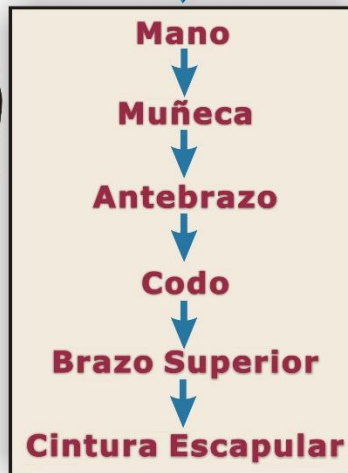 Mano
Muñeca
Antebrazo
Codo
Brazo Superior
Cintura Escapular